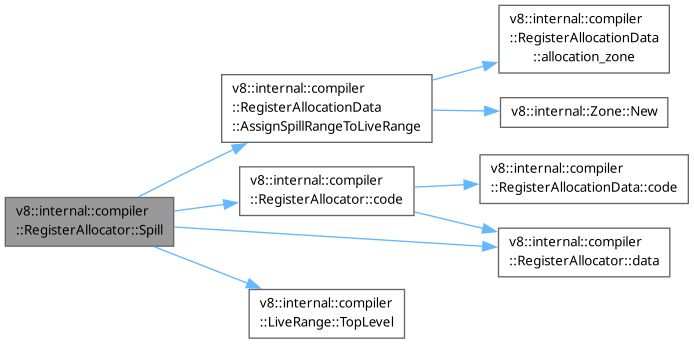 v8::internal::compiler
::RegisterAllocator::Spill
v8::internal::compiler
::RegisterAllocationData
::AssignSpillRangeToLiveRange
v8::internal::compiler
::RegisterAllocator::code
v8::internal::compiler
::LiveRange::TopLevel
v8::internal::compiler
::RegisterAllocationData
::allocation_zone
v8::internal::Zone::New
v8::internal::compiler
::RegisterAllocationData::code
v8::internal::compiler
::RegisterAllocator::data